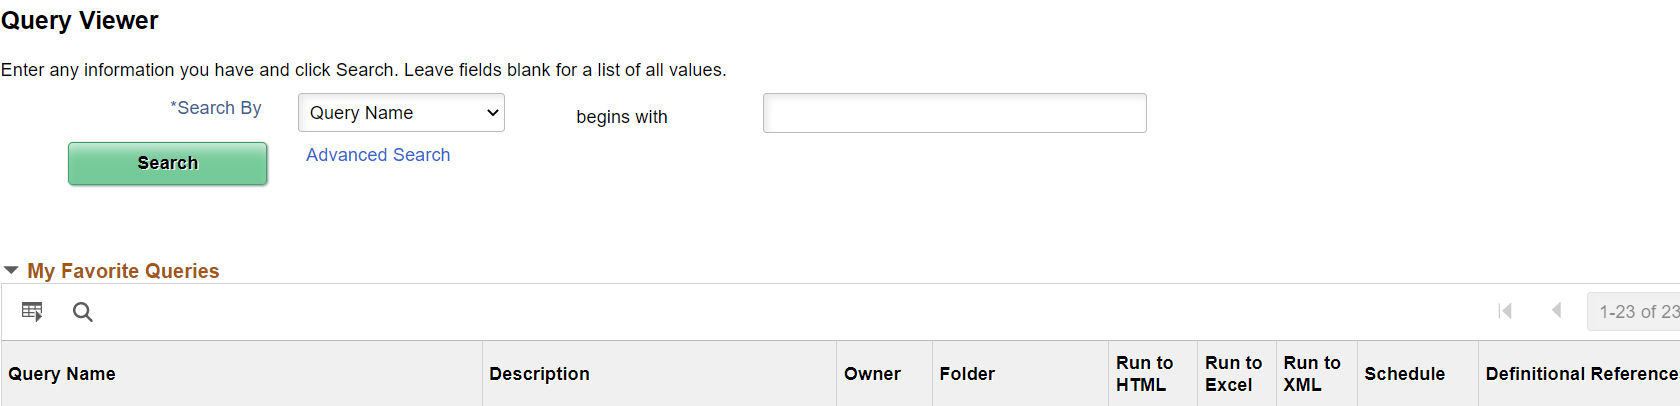 Query Viewer
Enter any information you have and click Search. Leave fields blank for a list of all values.
*Search By Query Name begins with
Search Advanced Search
My Favorite Queries
1-23 of 23
Query Name Description Owner Folder Run to HTML Run to Excel Run to XML Schedule Definitional Reference